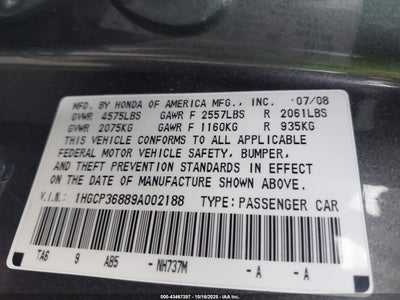 MFD. BY HONDA OF AMERICA MFG., INC. 07/08
GVWR 4575LBS GAWR F 2557LBS R 2061LBS
GVWR 2075KG GAWR F 1160KG R 935KG
THIS VEHICLE CONFORMS TO ALL APPLICABLE
FEDERAL MOTOR VEHICLE SAFETY, BUMPER,
AND THEFT PREVENTION STANDARDS IN EFFECT
ON THE DATE OF MANUFACTURE SHOWN ABOVE.
V.I.N.: 1HGCP36889A002188 TYPE: PASSENGER CAR
TA6 9 AB5 - NH737M - A - A
000-43467397 - 10/16/2025 - IAAI.COM